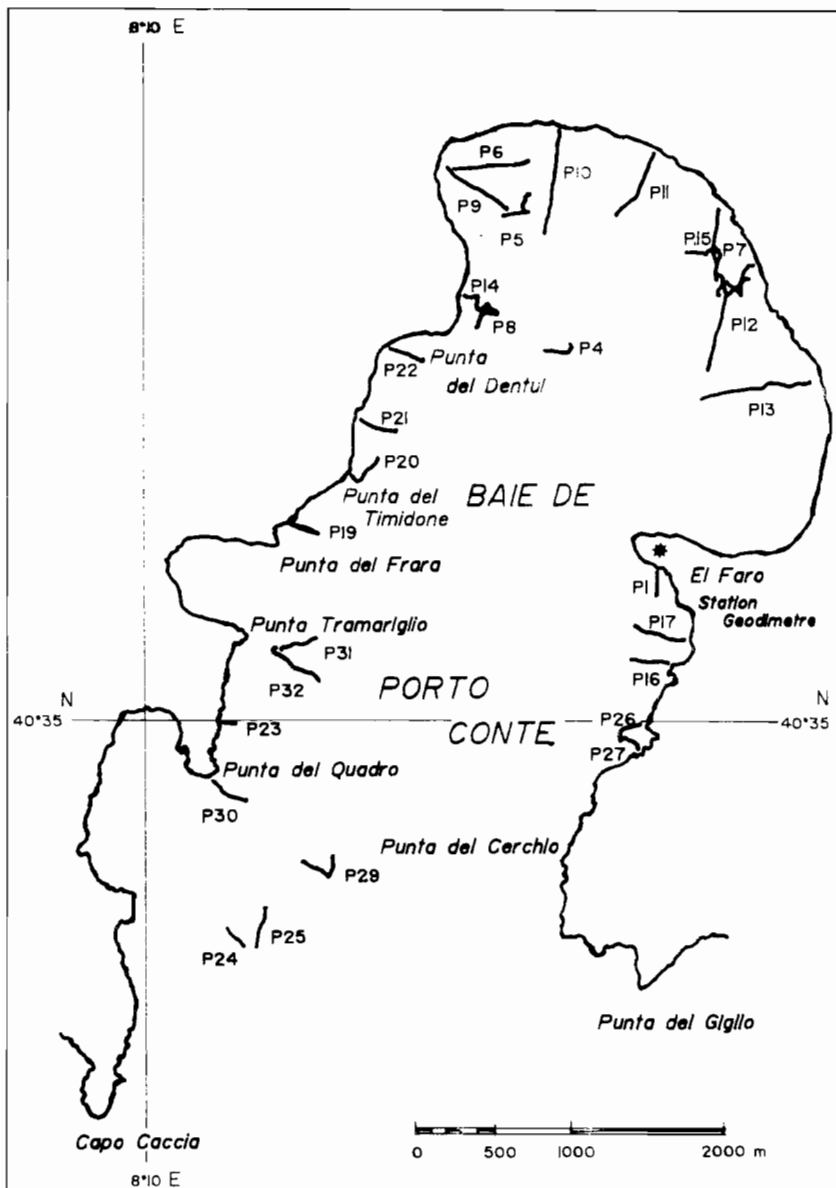 8°10 E
P6
P10
P11
P9
P5
P15
P7
P14
P8
P12
P4
P22
Punta
del Dentul
P13
P21
P20
BAIE DE
Punta del
Timidone
P19
Punta del Frara
El Faro
Station
Geodimetre
P1
P17
Punta Tramariglio
P31
P16
P32
PORTO
N
N
40°35
P23
CONTE
P26
40°35
P27
Punta del Quadro
P30
Punta del Cerchio
P29
P25
P24
Punta del Giglio
Capo Caccia
0 500 1000 2000 m
8°10 E